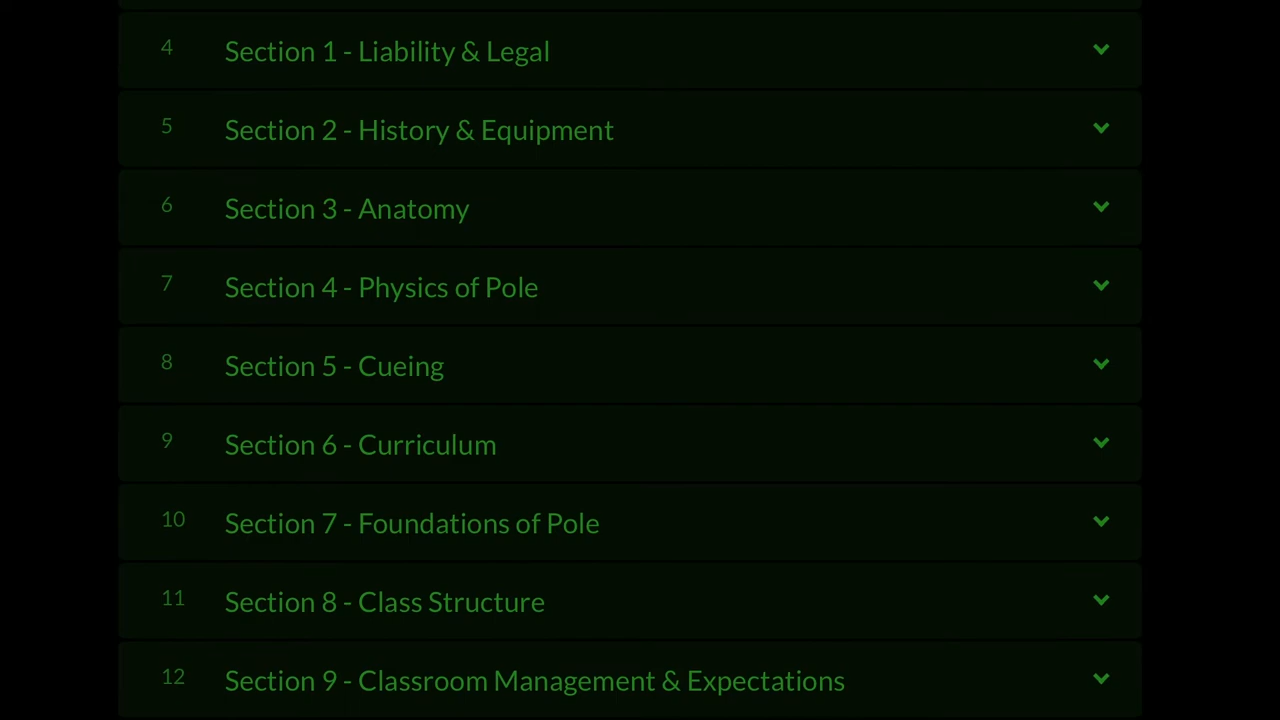 4 Section 1 - Liability & Legal
5 Section 2 - History & Equipment
6 Section 3 - Anatomy
7 Section 4 - Physics of Pole
8 Section 5 - Cueing
9 Section 6 - Curriculum
10 Section 7 - Foundations of Pole
11 Section 8 - Class Structure
12 Section 9 - Classroom Management & Expectations